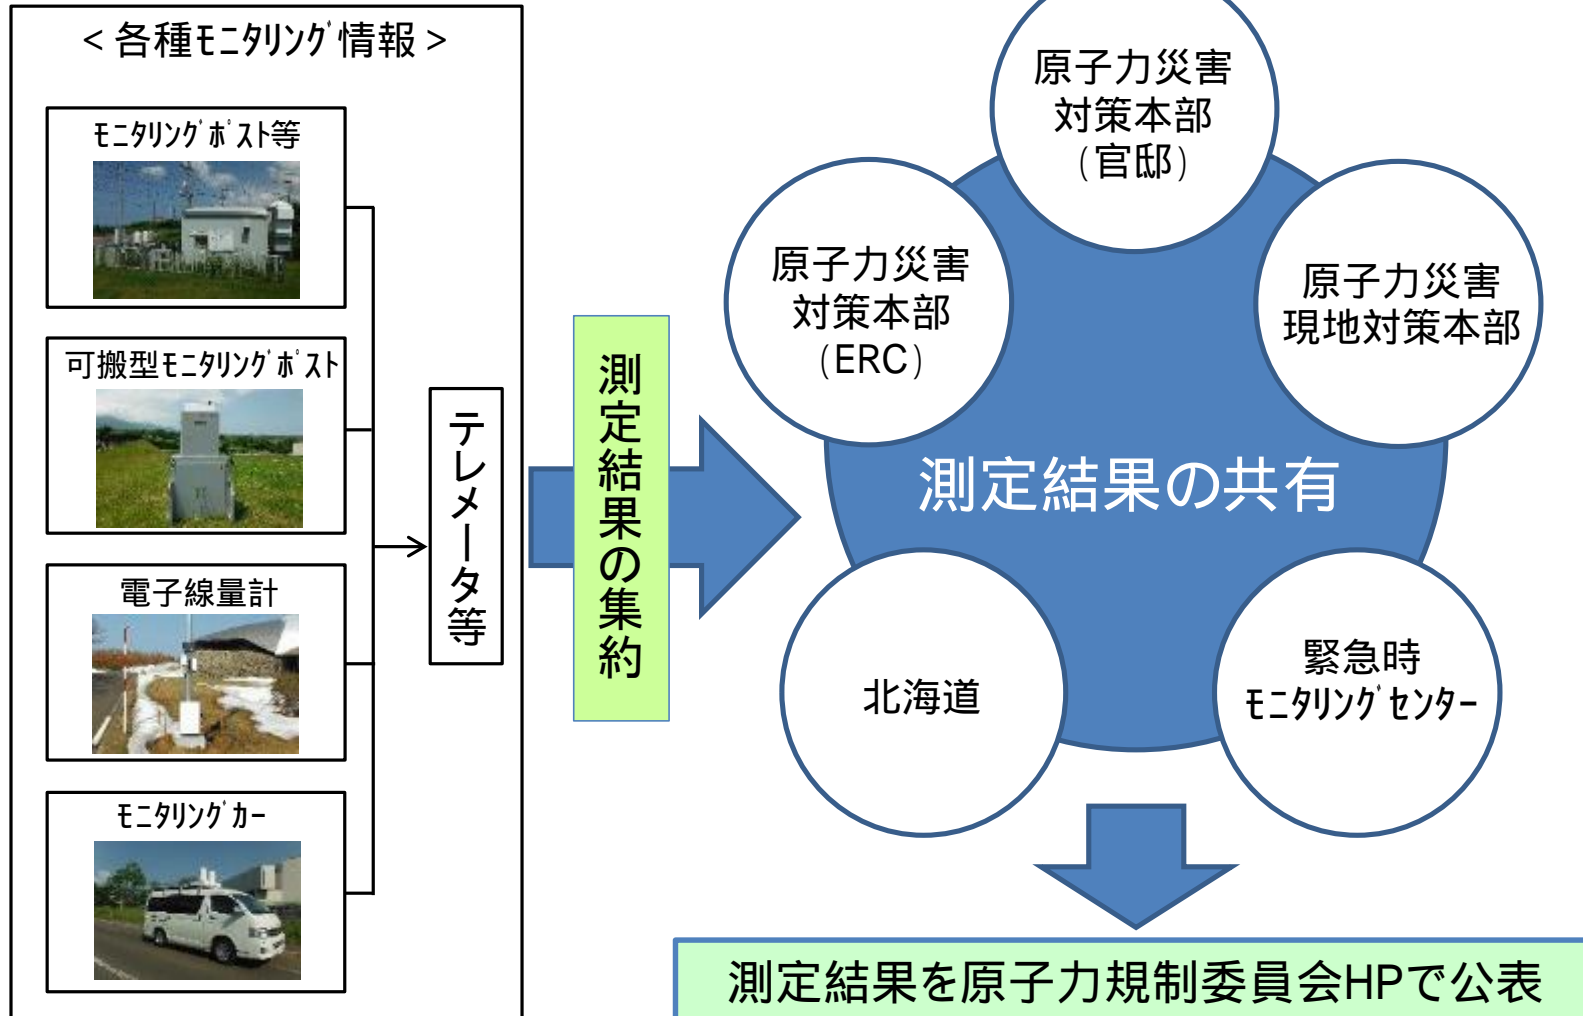 ＜各種ﾓﾆﾀﾘﾝｸﾞ情報＞
ﾓﾆﾀﾘﾝｸﾞﾎﾟｽﾄ等
可搬型ﾓﾆﾀﾘﾝｸﾞﾎﾟｽﾄ
電子線量計
ﾓﾆﾀﾘﾝｸﾞｶｰ
テレメータ等
測定結果の集約
原子力災害
対策本部
（官邸）
原子力災害
対策本部
（ERC）
原子力災害
現地対策本部
測定結果の共有
北海道
緊急時
ﾓﾆﾀﾘﾝｸﾞｾﾝﾀｰ
測定結果を原子力規制委員会HPで公表